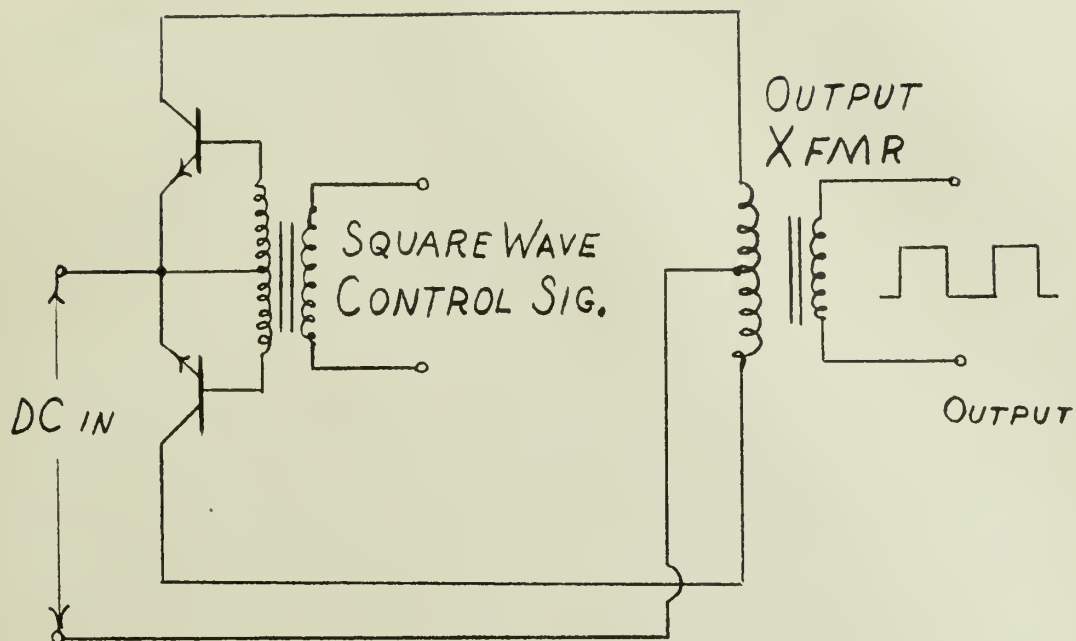 OUTPUT
XFMR
SQUARE WAVE
CONTROL SIG.
DC IN
OUTPUT